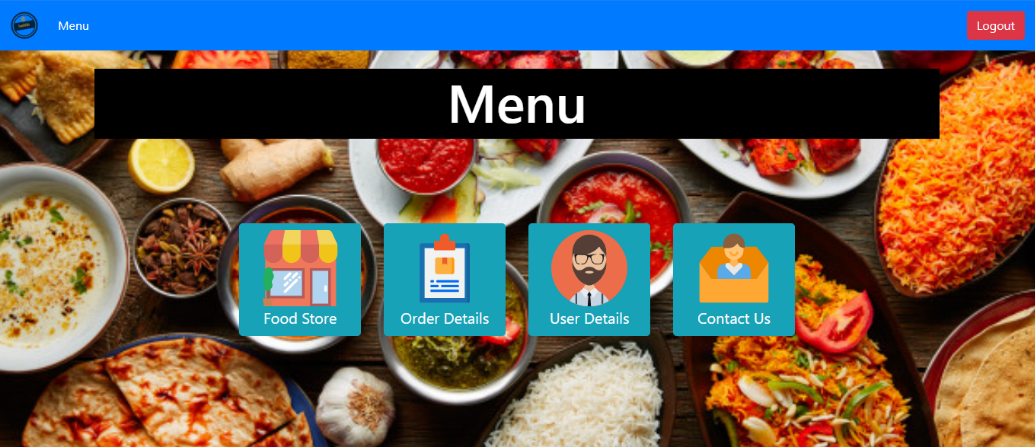 Menu
Logout
Menu
Food Store
Order Details
User Details
Contact Us